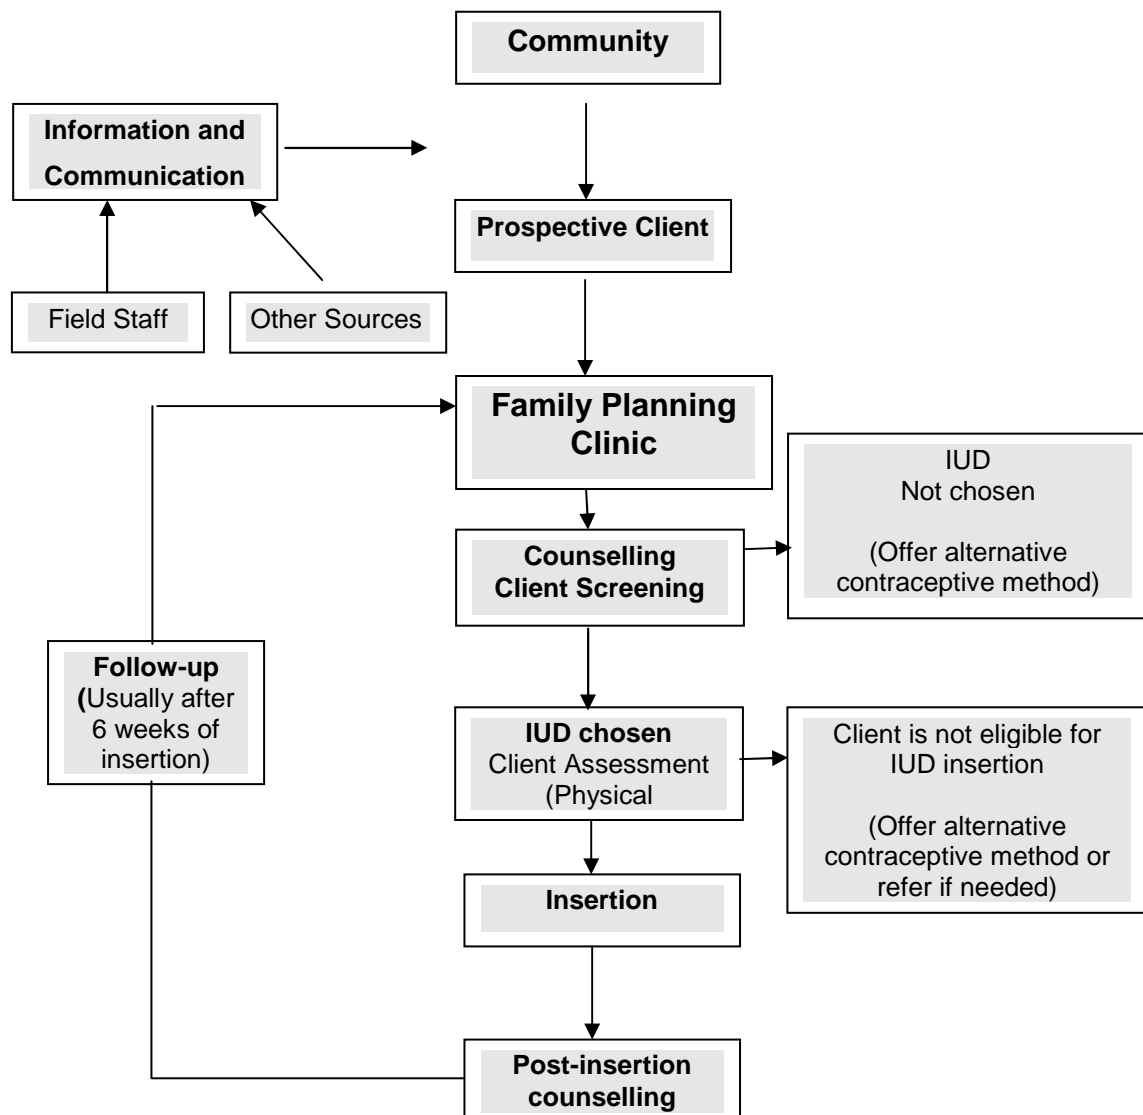 Community
Information and
Communication
Prospective Client
Field Staff
Other Sources
Family Planning
Clinic
IUD
Not chosen
(Offer alternative
contraceptive method)
Counselling
Client Screening
Follow-up
(Usually after
6 weeks of
insertion)
IUD chosen
Client Assessment
(Physical
Client is not eligible for
IUD insertion
(Offer alternative
contraceptive method or
refer if needed)
Insertion
Post-insertion
counselling